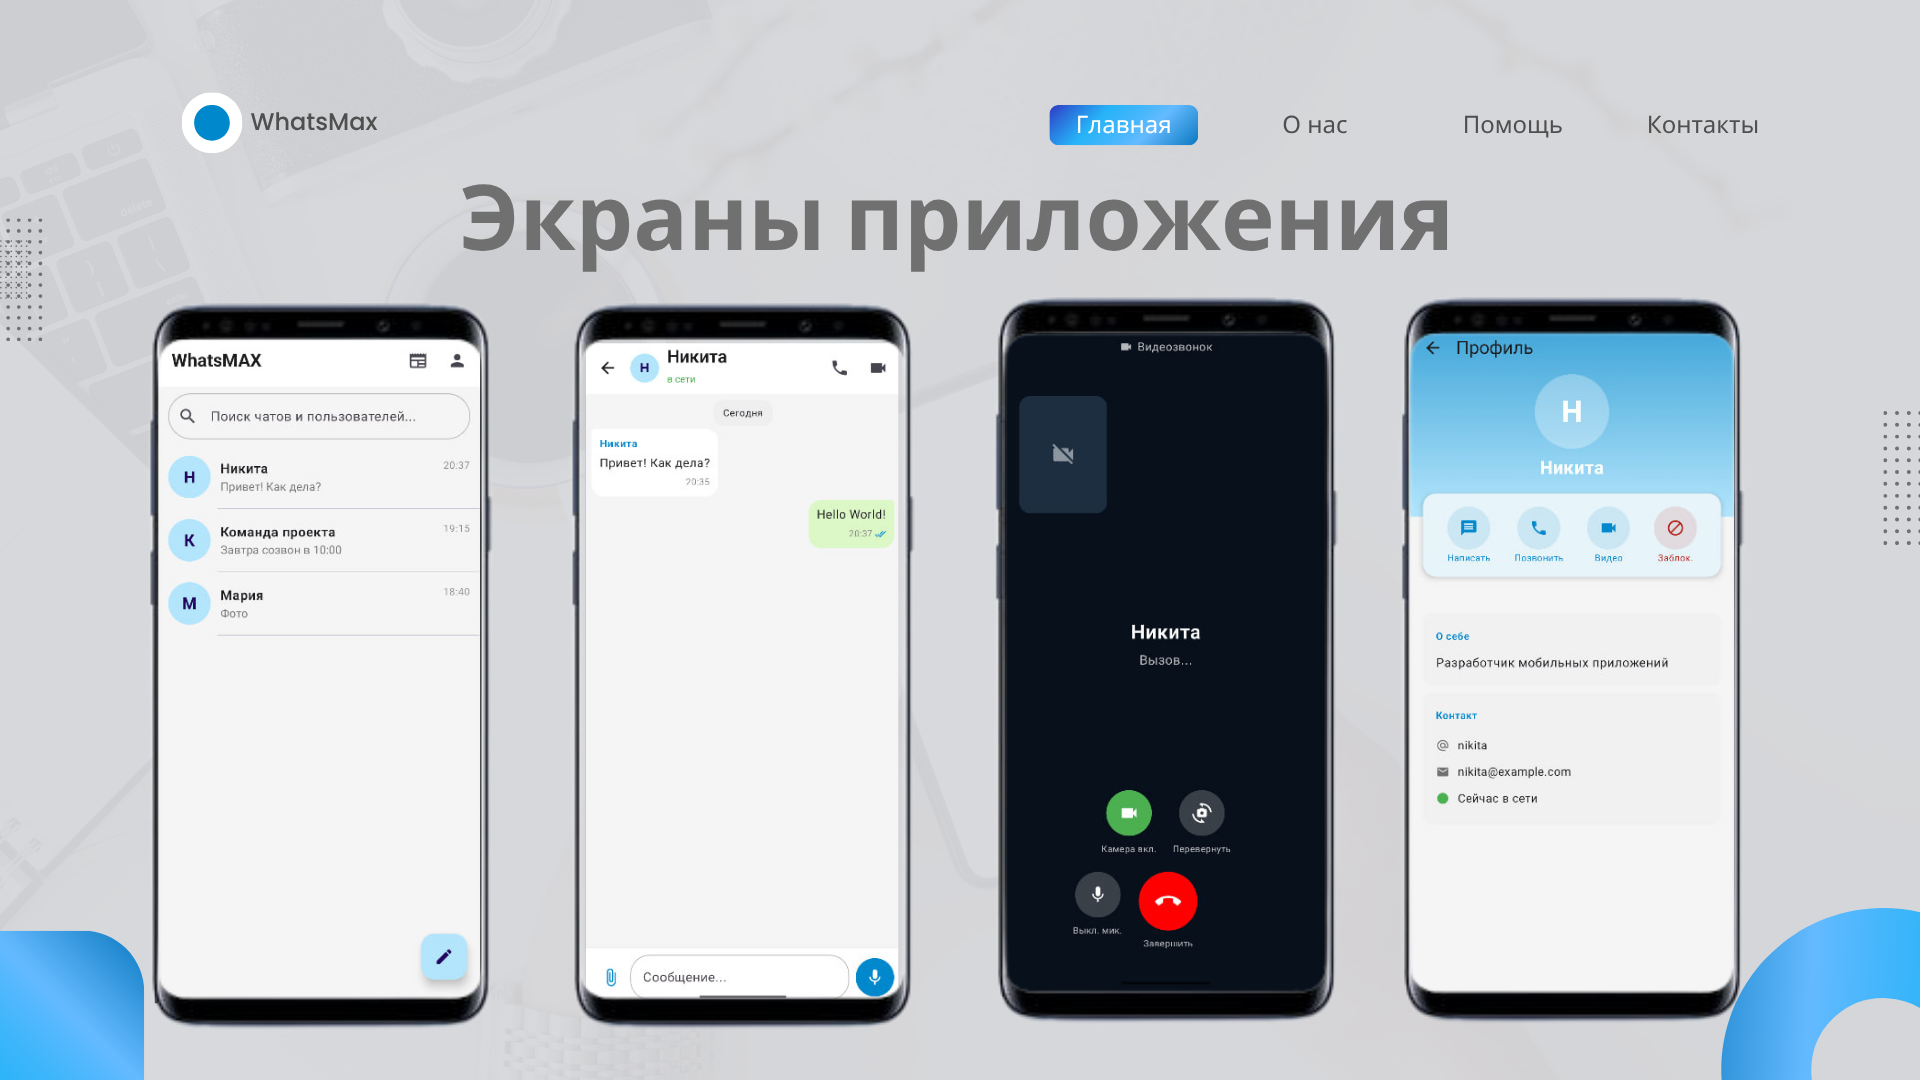 WhatsMax
Главная
О нас
Помощь
Контакты
Экраны приложения
WhatsMAX
Поиск чатов и пользователей...
Н
Никита
20:37
Привет! Как дела?
К
Команда проекта
19:15
Завтра созвон в 10:00
М
Мария
18:40
Фото
Н
Никита
в сети
Сегодня
Никита
Привет! Как дела?
20:35
Hello World!
20:37
Сообщение...
Видеозвонок
Никита
Вызов...
Камера вкл.
Перевернуть
Выкл. мик.
Завершить
Профиль
Н
Никита
Написать
Позвонить
Видео
Заблок.
О себе
Разработчик мобильных приложений
Контакт
nikita
nikita@example.com
Сейчас в сети
delete